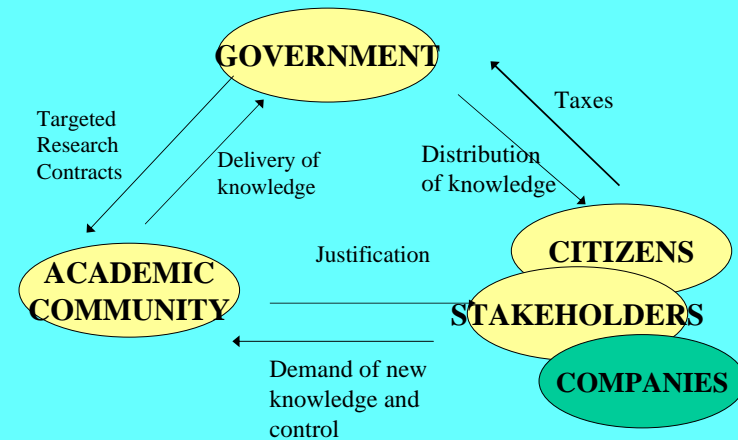 GOVERNMENT
Taxes
Targeted
Research
Contracts
Delivery of
knowledge
Distribution
of knowledge
Justification
CITIZENS
ACADEMIC
COMMUNITY
STAKEHOLDERS
Demand of new
knowledge and
control
COMPANIES